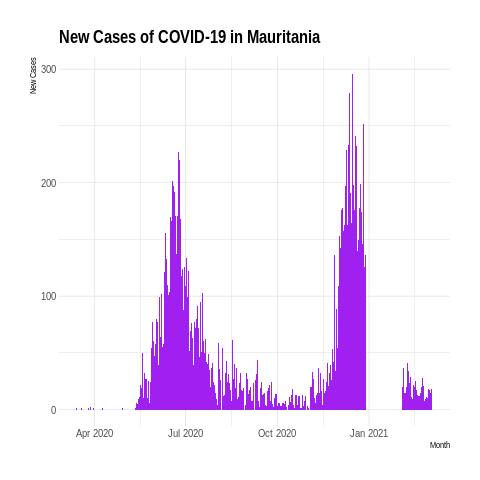 New Cases of COVID-19 in Mauritania
New Cases
300
200
100
0
Apr 2020
Jul 2020
Oct 2020
Jan 2021
Month